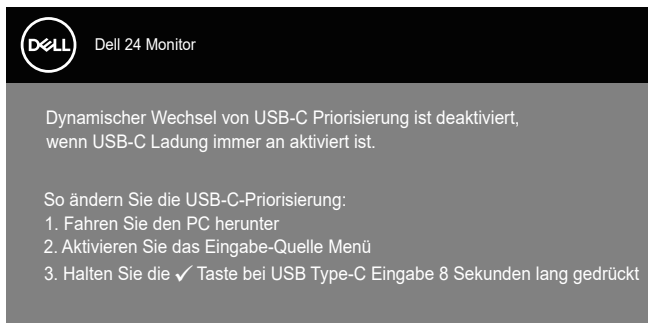 DELL
Dell 24 Monitor
Dynamischer Wechsel von USB-C Priorisierung ist deaktiviert,
wenn USB-C Ladung immer an aktiviert ist.
So ändern Sie die USB-C-Priorisierung:
1. Fahren Sie den PC herunter
2. Aktivieren Sie das Eingabe-Quelle Menü
3. Halten Sie die ✓ Taste bei USB Type-C Eingabe 8 Sekunden lang gedrückt